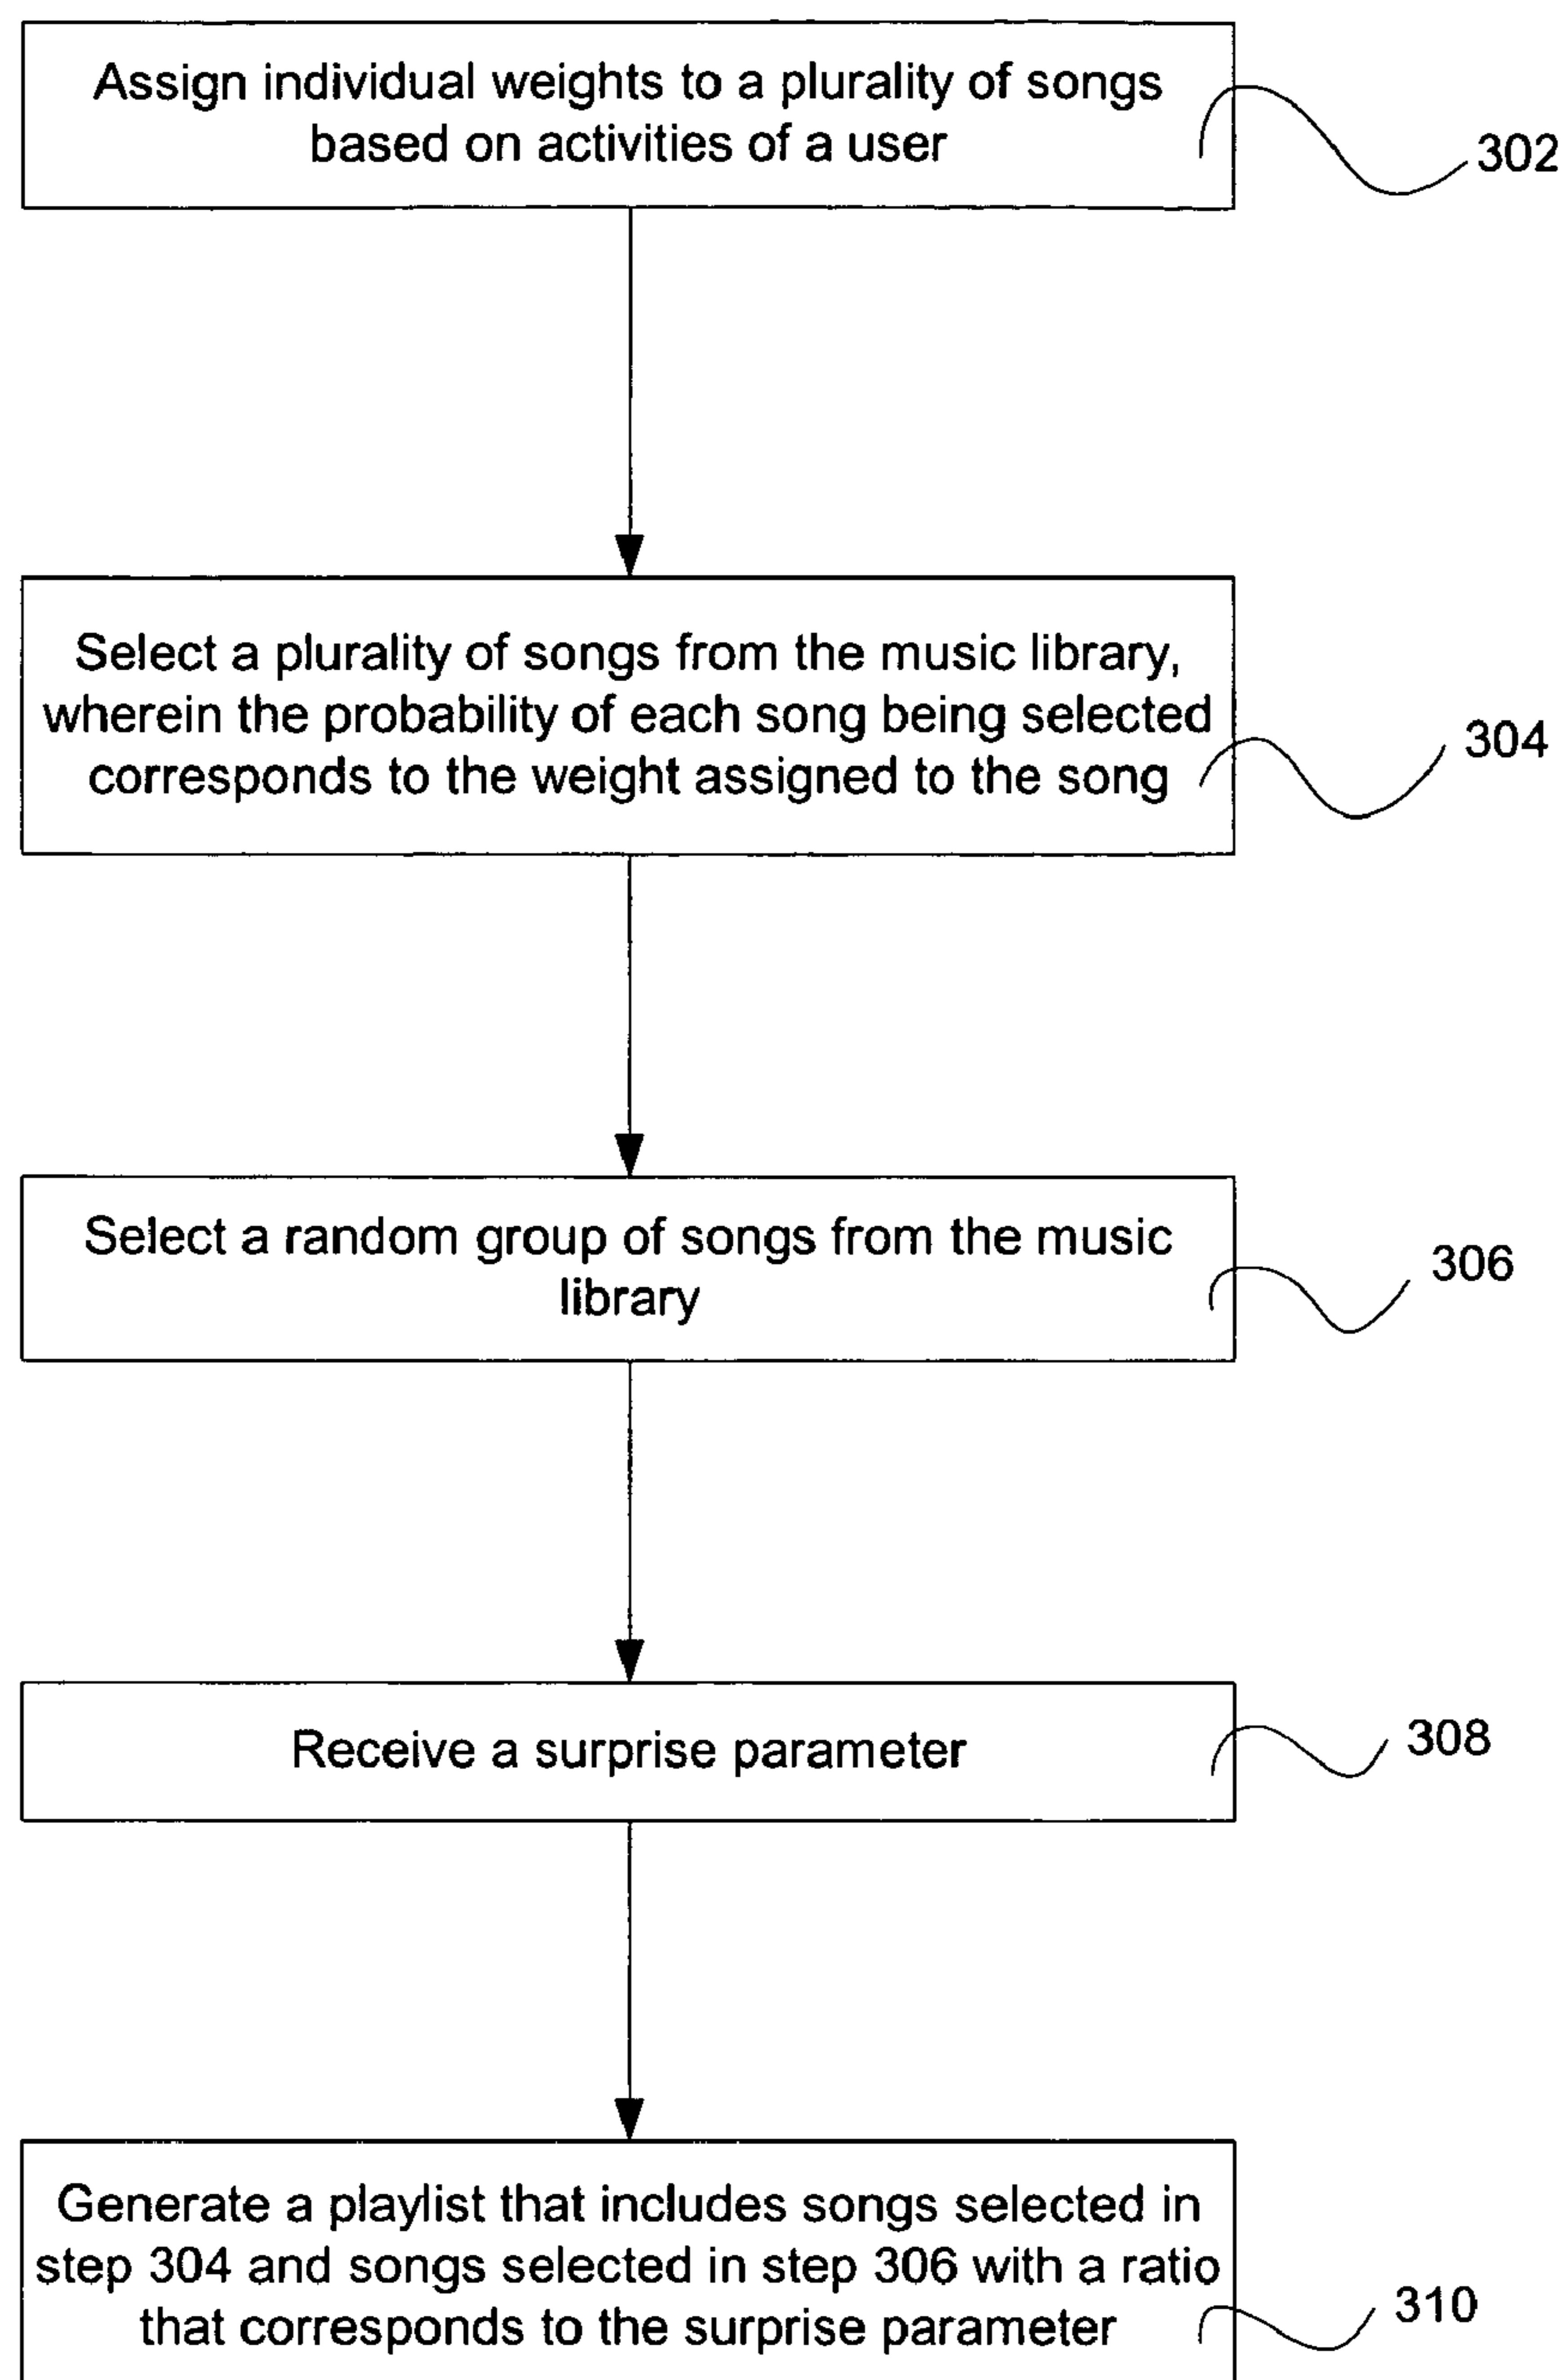 Assign individual weights to a plurality of songs
based on activities of a user
302
Select a plurality of songs from the music library,
wherein the probability of each song being selected
corresponds to the weight assigned to the song
304
Select a random group of songs from the music
library
306
Receive a surprise parameter
308
Generate a playlist that includes songs selected in
step 304 and songs selected in step 306 with a ratio
that corresponds to the surprise parameter
310